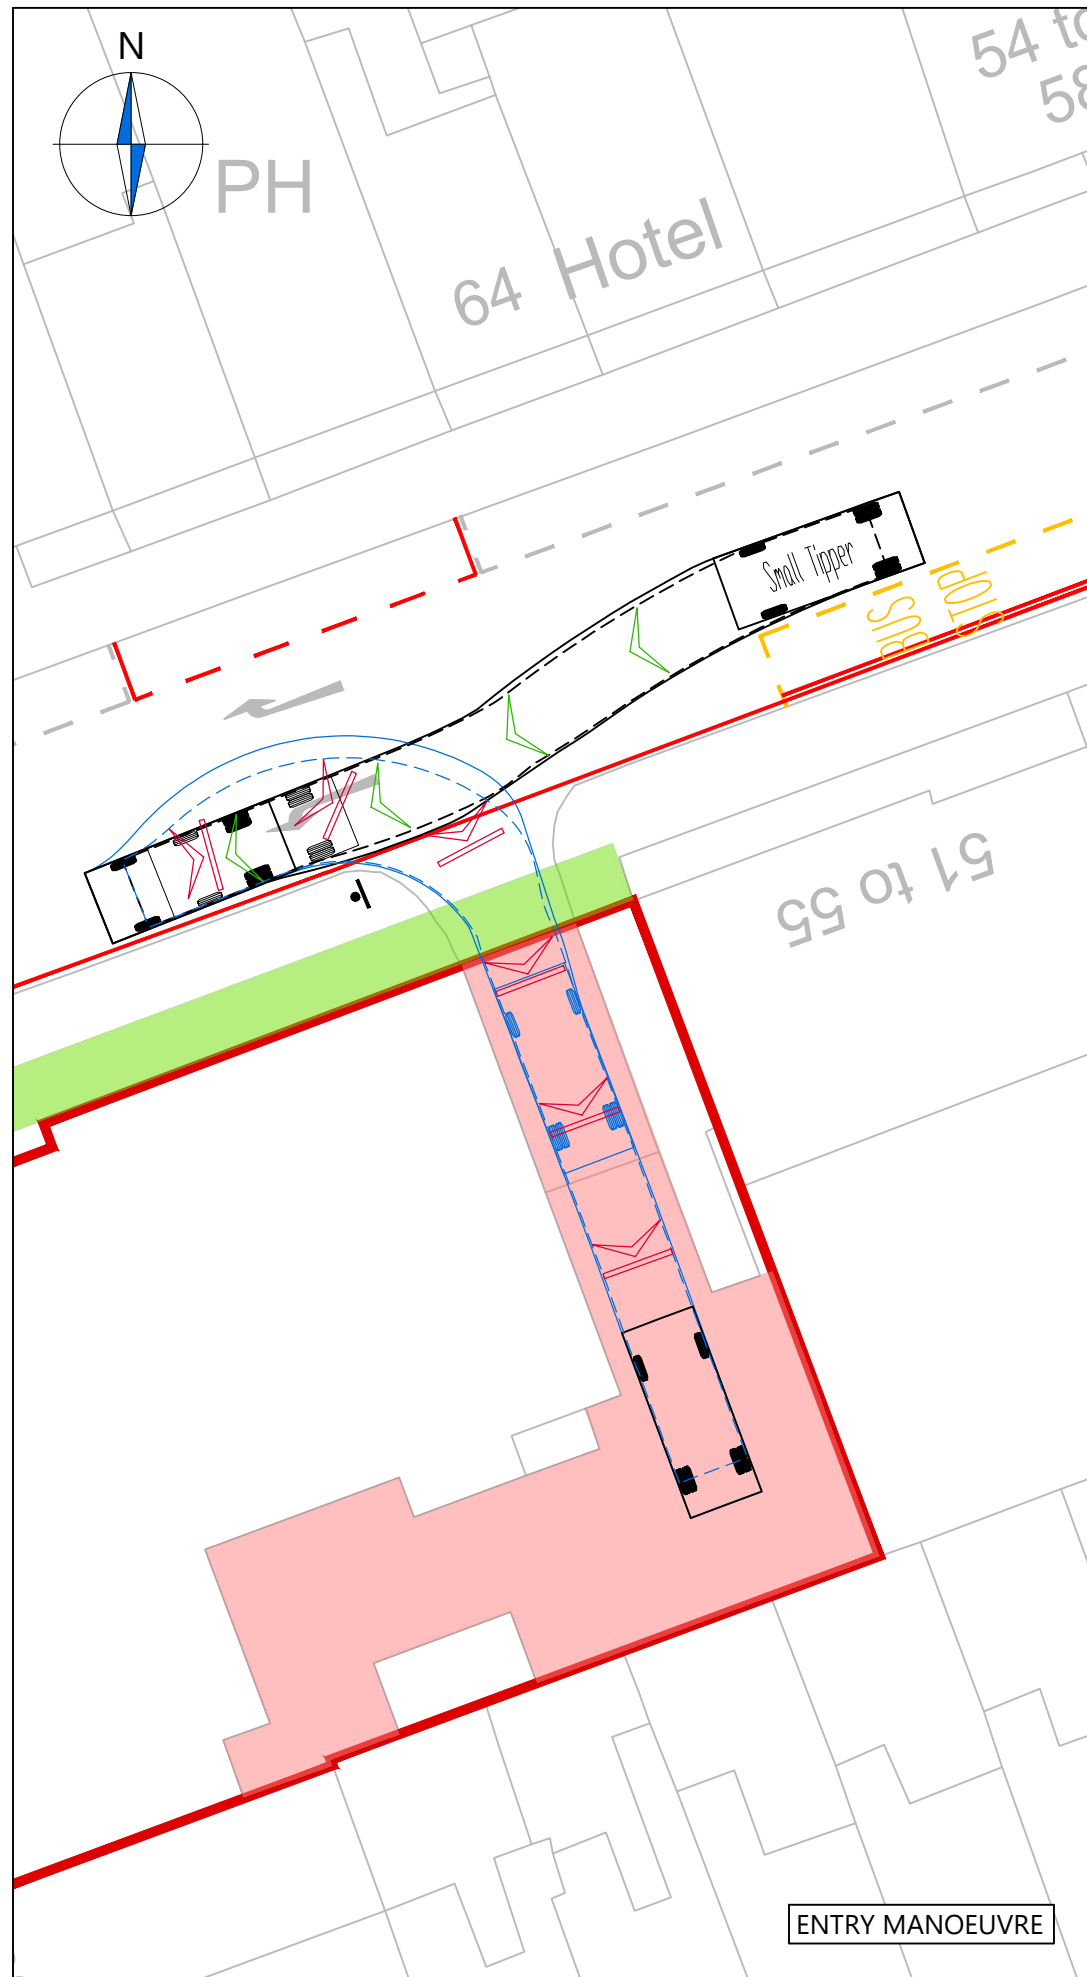 N
54 to
58
PH
64 Hotel
Small Tipper
BUS
STOP
51 to 55
ENTRY MANOEUVRE